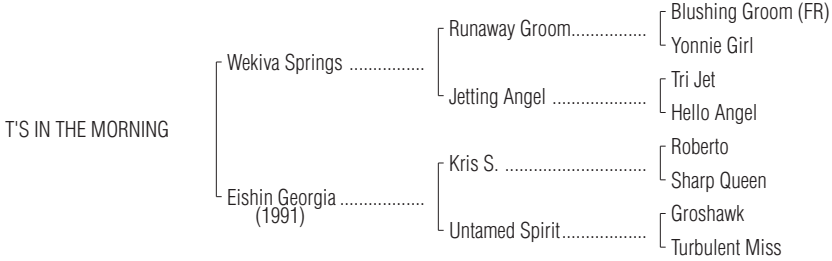 Blushing Groom (FR)
Runaway Groom................
Yonnie Girl
Wekiva Springs ................
Tri Jet
Jetting Angel ....................
Hello Angel
T'S IN THE MORNING
Roberto
Kris S. ..............................
Sharp Queen
Eishin Georgia ..................
(1991)
Groshawk
Untamed Spirit..................
Turbulent Miss